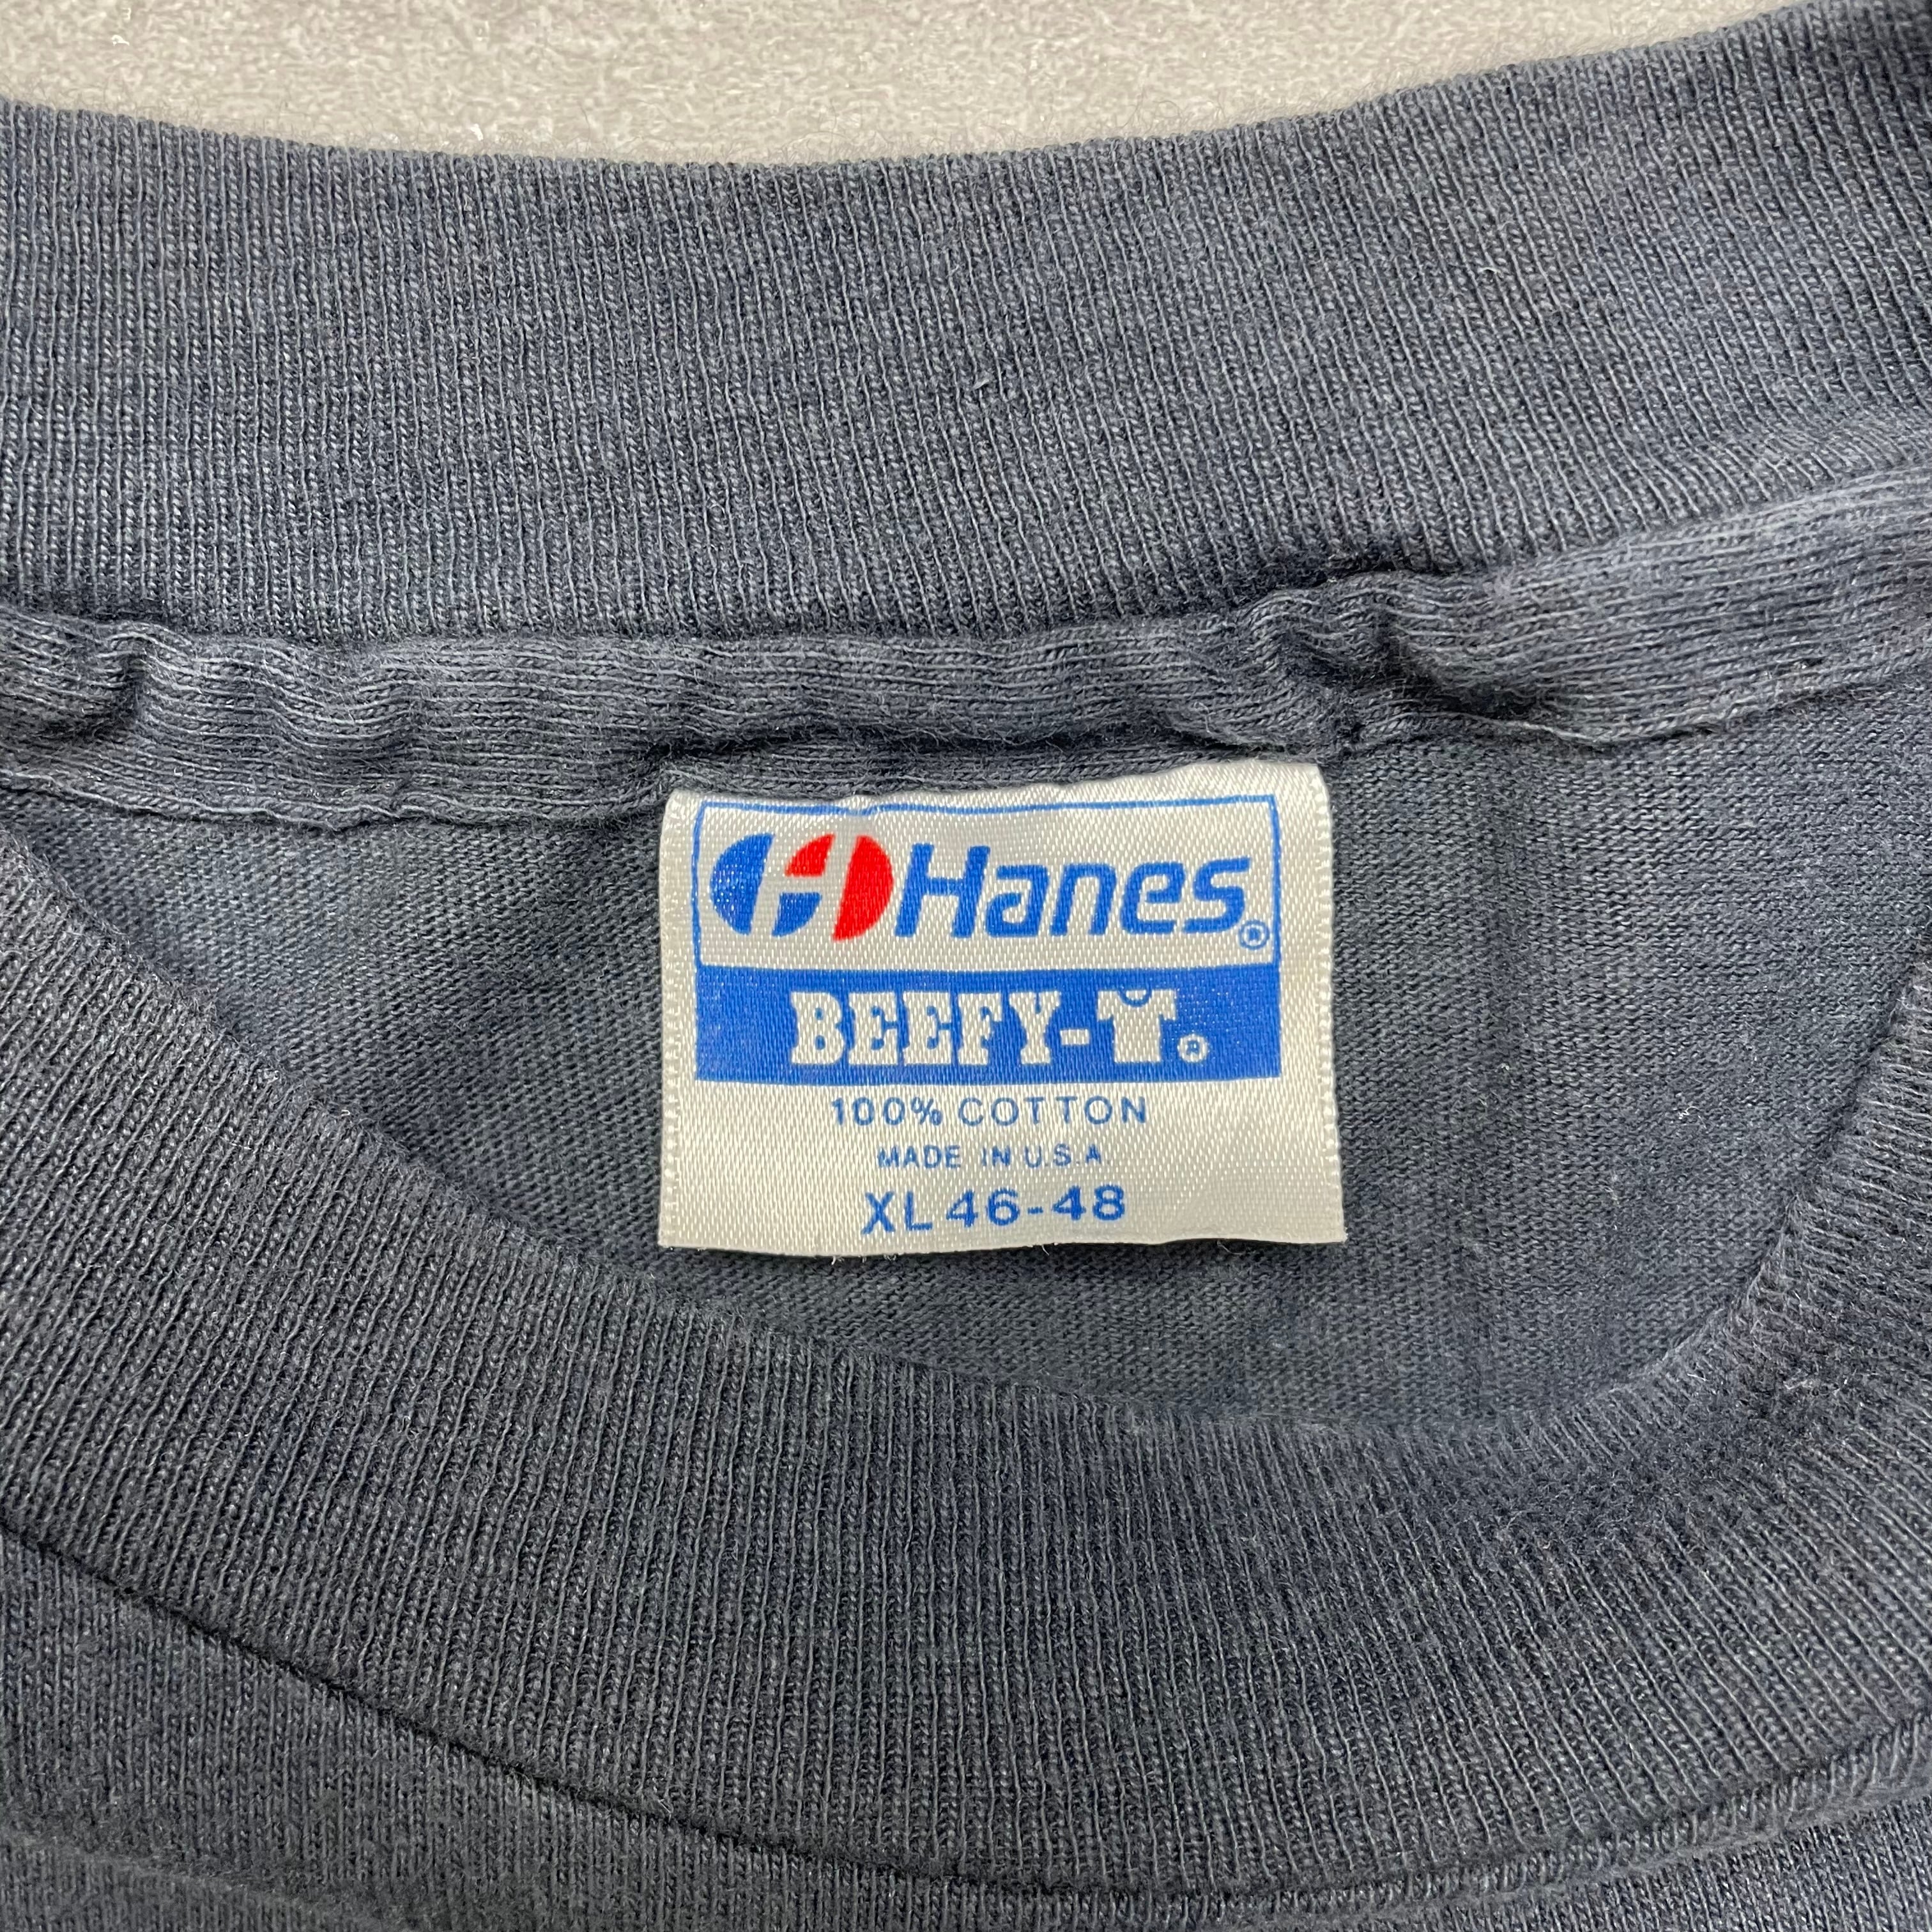 Hanes®
BEEFY-T®
100% COTTON
MADE IN U.S.A.
XL 46-48